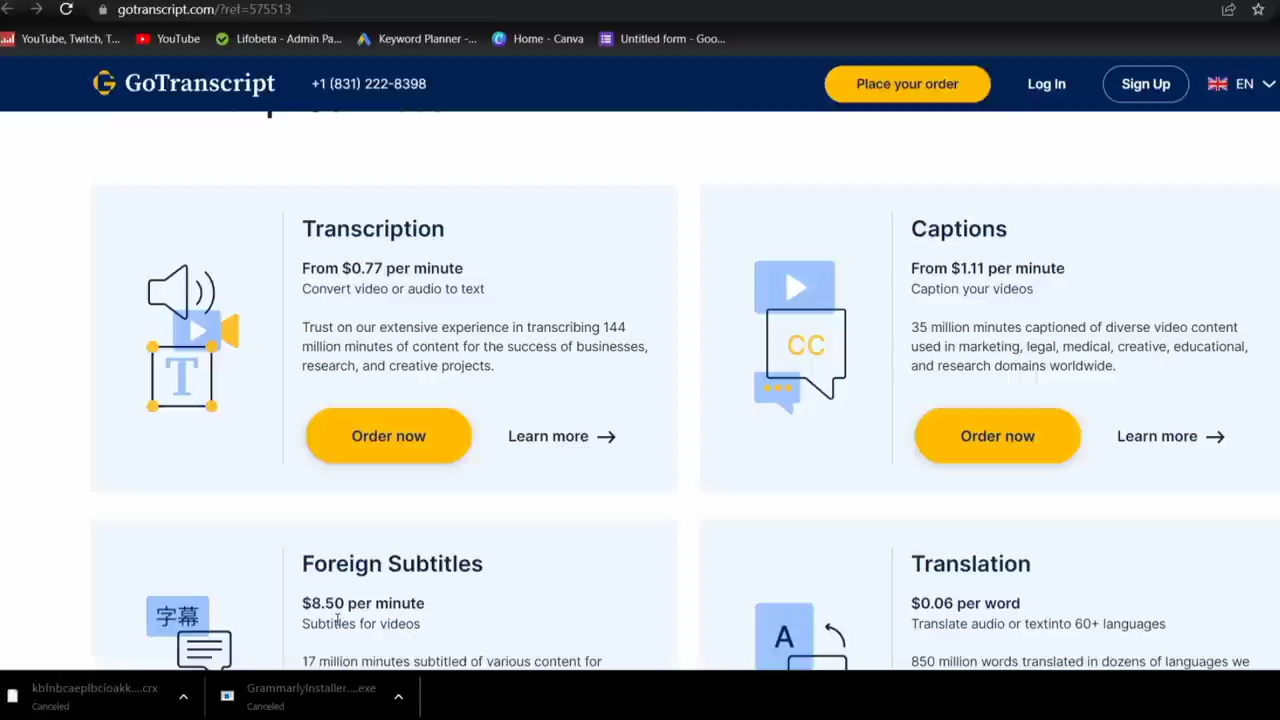 gotranscript.com/?ref=575513
YouTube, Twitch, T...
YouTube
Lifobeta - Admin Pa...
Keyword Planner -...
Home - Canva
Untitled form - Goo...
GoTranscript
+1 (831) 222-8398
Place your order
Log In
Sign Up
EN
Transcription
From $0.77 per minute
Convert video or audio to text
Trust on our extensive experience in transcribing 144
million minutes of content for the success of businesses,
research, and creative projects.
Order now
Learn more
T
Captions
From $1.11 per minute
Caption your videos
35 million minutes captioned of diverse video content
used in marketing, legal, medical, creative, educational,
and research domains worldwide.
Order now
Learn more
CC
Foreign Subtitles
$8.50 per minute
Subtitles for videos
17 million minutes subtitled of various content for
字幕
Translation
$0.06 per word
Translate audio or textinto 60+ languages
850 million words translated in dozens of languages we
A
kbfnbcaeplbcioakk....crx
Canceled
GrammarlyInstaller....exe
Canceled